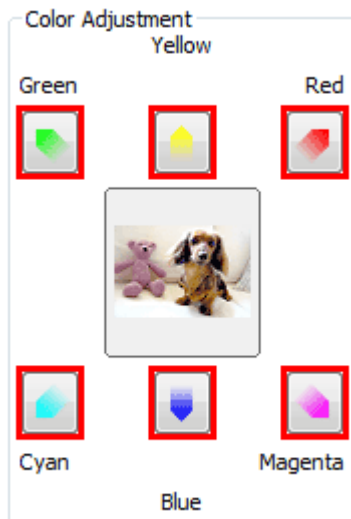 Color Adjustment
Yellow
Green
Red
Cyan
Magenta
Blue